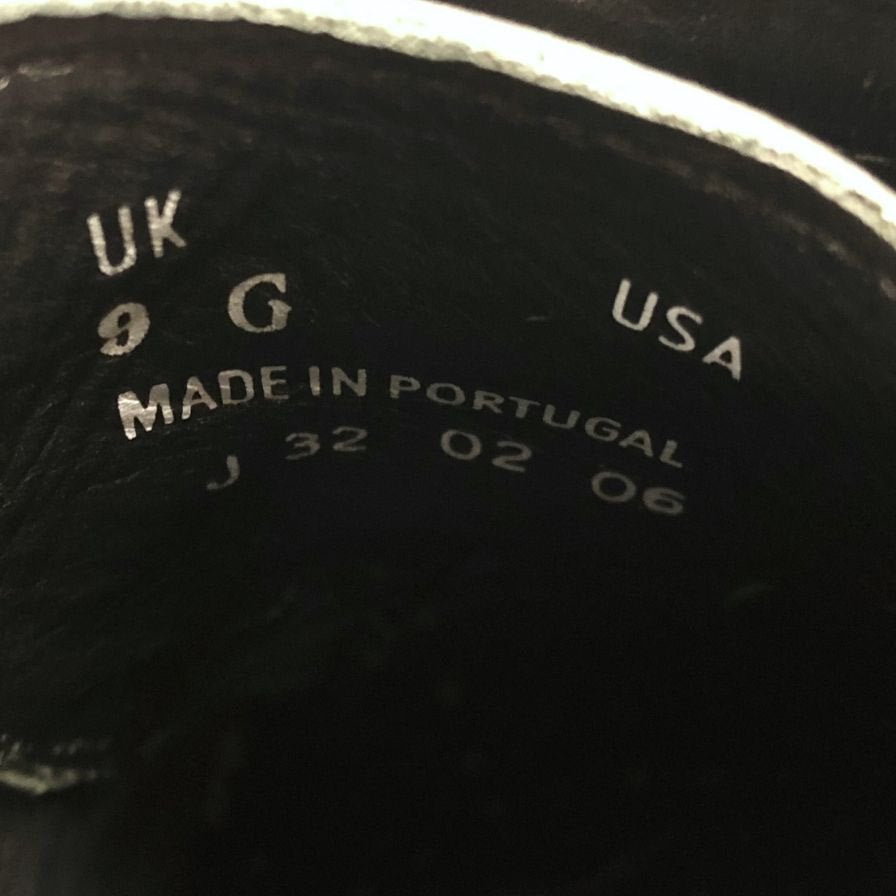 UK USA
9 G
MADE IN PORTUGAL
J 32 02 06